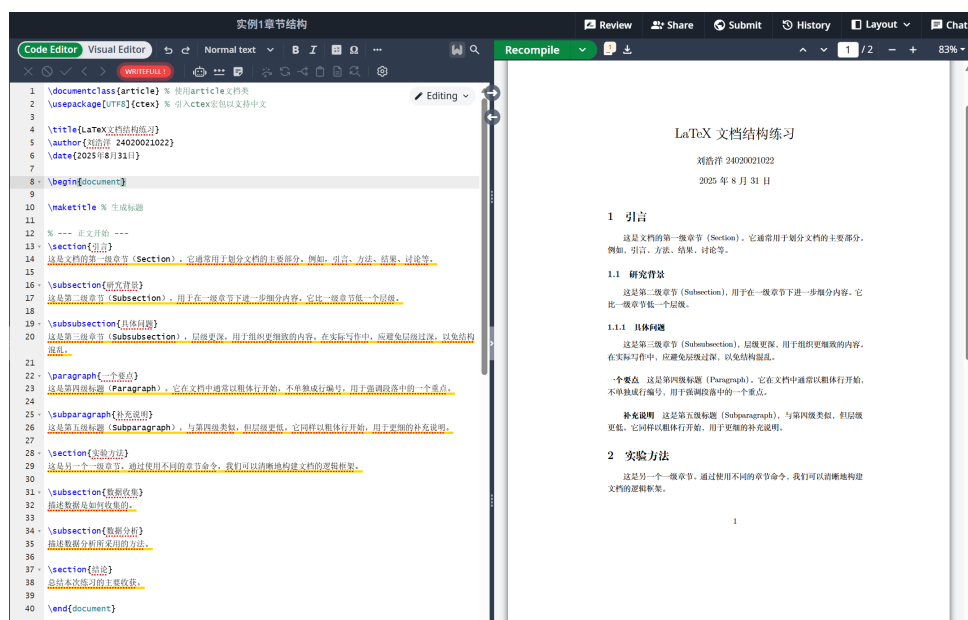 实例1章节结构
Review Share Submit History Layout Chat
Code Editor Visual Editor Normal text B I Ω
Recompile 1 1 / 2 83%
WRITEFULL !
Editing
1 \documentclass{article} % 使用article文档类
2 \usepackage[UTF8]{ctex} % 引入ctex宏包以支持中文
3
4 \title{LaTeX文档结构练习}
5 \author{刘浩洋 24020021022}
6 \date{2025年8月31日}
7
8 \begin{document}
9
10 \maketitle % 生成标题
11
12 % --- 正文开始 ---
13 \section{引言}
14 这是文档的第一级章节（Section）。它通常用于划分文档的主要部分，例如，引言、方法、结果、讨论等。
15
16 \subsection{研究背景}
17 这是第二级章节（Subsection），用于在一级章节下进一步细分内容。它比一级章节低一个层级。
18
19 \subsubsection{具体问题}
20 这是第三级章节（Subsubsection），层级更深，用于组织更细致的内容。在实际写作中，应避免层级过深，以免结构
混乱。
21
22 \paragraph{一个要点}
23 这是第四级标题（Paragraph）。它在文档中通常以粗体行开始，不单独成行编号，用于强调段落中的一个重点。
24
25 \subparagraph{补充说明}
26 这是第五级标题（Subparagraph），与第四级类似，但层级更低。它同样以粗体行开始，用于更细的补充说明。
27
28 \section{实验方法}
29 这是另一个一级章节。通过使用不同的章节命令，我们可以清晰地构建文档的逻辑框架。
30
31 \subsection{数据收集}
32 描述数据是如何收集的。
33
34 \subsection{数据分析}
35 描述数据分析所采用的方法。
36
37 \section{结论}
38 总结本次练习的主要收获。
39
40 \end{document}
LaTeX 文档结构练习
刘浩洋 24020021022
2025 年 8 月 31 日
1 引言
这是文档的第一级章节（Section）。它通常用于划分文档的主要部分，
例如，引言、方法、结果、讨论等。
1.1 研究背景
这是第二级章节（Subsection），用于在一级章节下进一步细分内容。它
比一级章节低一个层级。
1.1.1 具体问题
这是第三级章节（Subsubsection），层级更深，用于组织更细致的内容。
在实际写作中，应避免层级过深，以免结构混乱。
一个要点 这是第四级标题（Paragraph）。它在文档中通常以粗体行开始，
不单独成行编号，用于强调段落中的一个重点。
补充说明 这是第五级标题（Subparagraph），与第四级类似，但层级
更低。它同样以粗体行开始，用于更细的补充说明。
2 实验方法
这是另一个一级章节。通过使用不同的章节命令，我们可以清晰地构建
文档的逻辑框架。
1